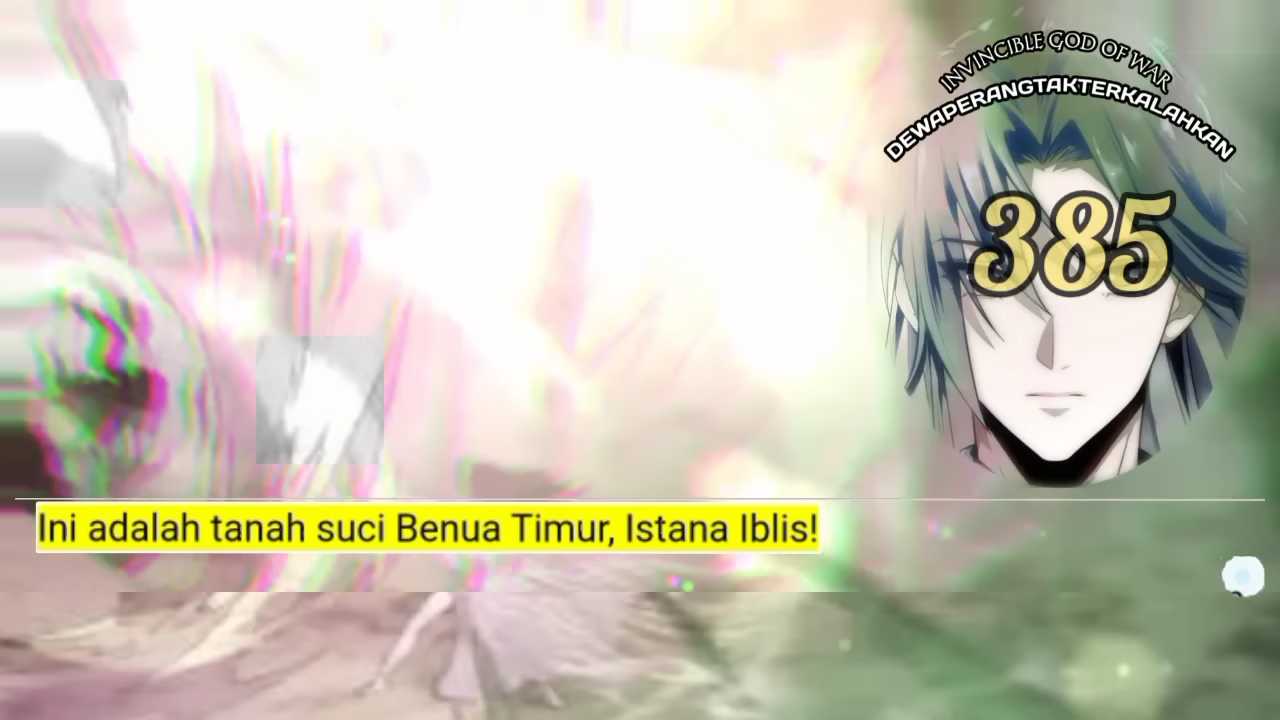 INVINCIBLE GOD OF WAR
DEWAPERANGTAKTERKALAHKAN
385
Ini adalah tanah suci Benua Timur, Istana Iblis!